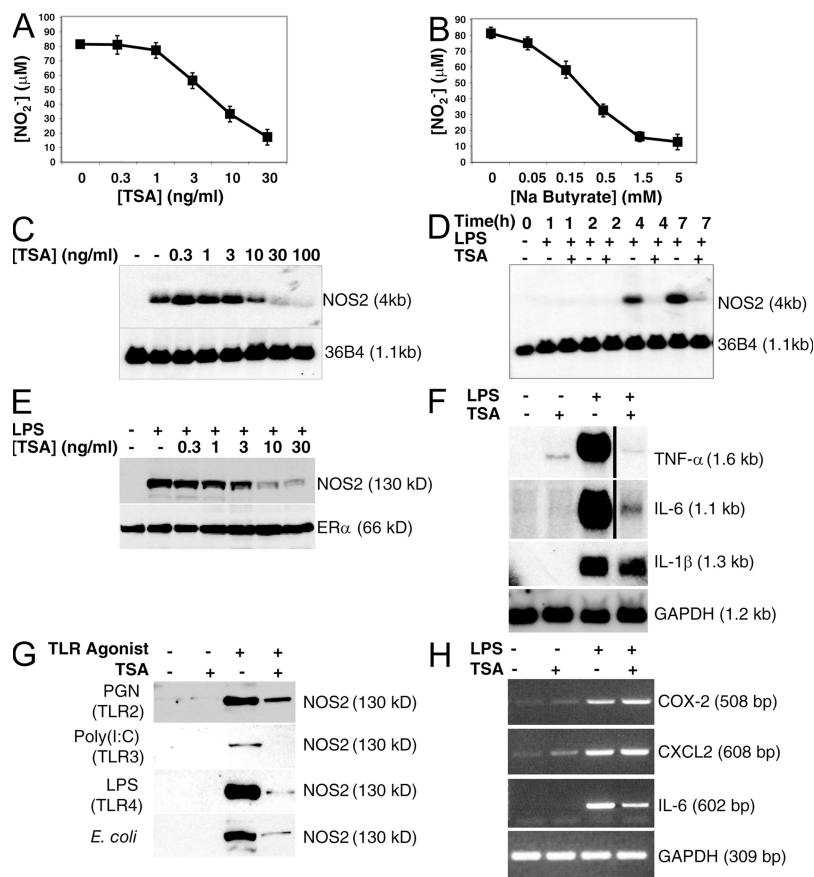 A
100
90
80
70
60
50
40
30
20
10
0
[NO2-] (μM)
0 0.3 1 3 10 30
[TSA] (ng/ml)
B
90
80
70
60
50
40
30
20
10
0
[NO2-] (μM)
0 0.05 0.15 0.5 1.5 5
[Na Butyrate] (mM)
C
[TSA] (ng/ml) - - 0.3 1 3 10 30 100
NOS2 (4kb)
36B4 (1.1kb)
D
Time(h) 0 1 1 2 2 4 4 7 7
LPS - + + + + + + + +
TSA - - + - + - + - +
NOS2 (4kb)
36B4 (1.1kb)
E
LPS - + + + + + +
[TSA] (ng/ml) - - 0.3 1 3 10 30
NOS2 (130 kD)
ERα (66 kD)
F
LPS - - + +
TSA - + - +
TNF-α (1.6 kb)
IL-6 (1.1 kb)
IL-1β (1.3 kb)
GAPDH (1.2 kb)
G
TLR Agonist - - + +
TSA - + - +
PGN
(TLR2)
NOS2 (130 kD)
Poly(I:C)
(TLR3)
NOS2 (130 kD)
LPS
(TLR4)
NOS2 (130 kD)
E. coli
NOS2 (130 kD)
H
LPS - - + +
TSA - + - +
COX-2 (508 bp)
CXCL2 (608 bp)
IL-6 (602 bp)
GAPDH (309 bp)